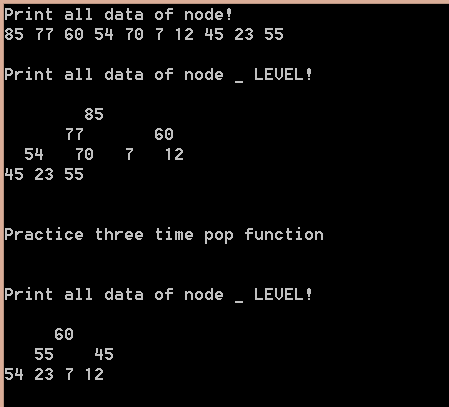 Print all data of node!
85 77 60 54 70 7 12 45 23 55
Print all data of node _ LEVEL!
85
77 60
54 70 7 12
45 23 55
Practice three time pop function
Print all data of node _ LEVEL!
60
55 45
54 23 7 12